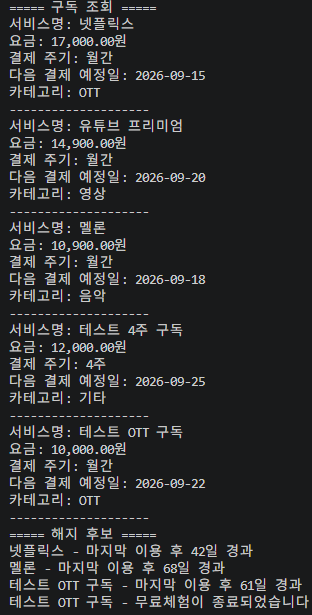 ===== 구독 조회 =====
서비스명: 넷플릭스
요금: 17,000.00원
결제 주기: 월간
다음 결제 예정일: 2026-09-15
카테고리: OTT
--------------------
서비스명: 유튜브 프리미엄
요금: 14,900.00원
결제 주기: 월간
다음 결제 예정일: 2026-09-20
카테고리: 영상
--------------------
서비스명: 멜론
요금: 10,900.00원
결제 주기: 월간
다음 결제 예정일: 2026-09-18
카테고리: 음악
--------------------
서비스명: 테스트 4주 구독
요금: 12,000.00원
결제 주기: 4주
다음 결제 예정일: 2026-09-25
카테고리: 기타
--------------------
서비스명: 테스트 OTT 구독
요금: 10,000.00원
결제 주기: 월간
다음 결제 예정일: 2026-09-22
카테고리: OTT
--------------------
===== 해지 후보 =====
넷플릭스 - 마지막 이용 후 42일 경과
멜론 - 마지막 이용 후 68일 경과
테스트 OTT 구독 - 마지막 이용 후 61일 경과
테스트 OTT 구독 - 무료체험이 종료되었습니다